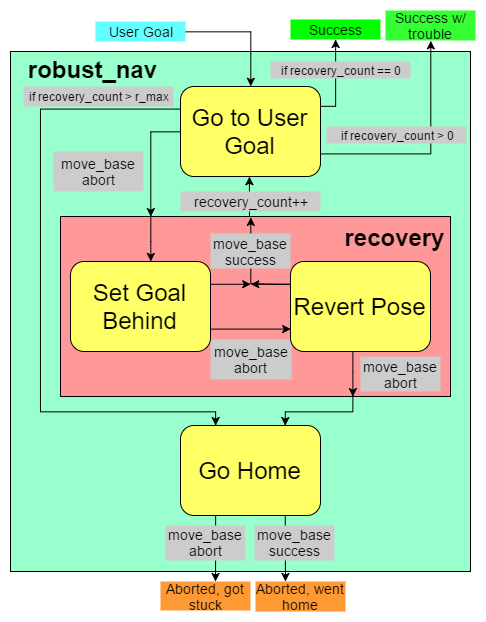 User Goal
Success
Success w/
trouble
robust_nav
if recovery_count == 0
if recovery_count > r_max
Go to User
Goal
if recovery_count > 0
move_base
abort
recovery_count++
recovery
move_base
success
Set Goal
Behind
Revert Pose
move_base
abort
move_base
abort
Go Home
move_base
abort
move_base
success
Aborted, got
stuck
Aborted, went
home